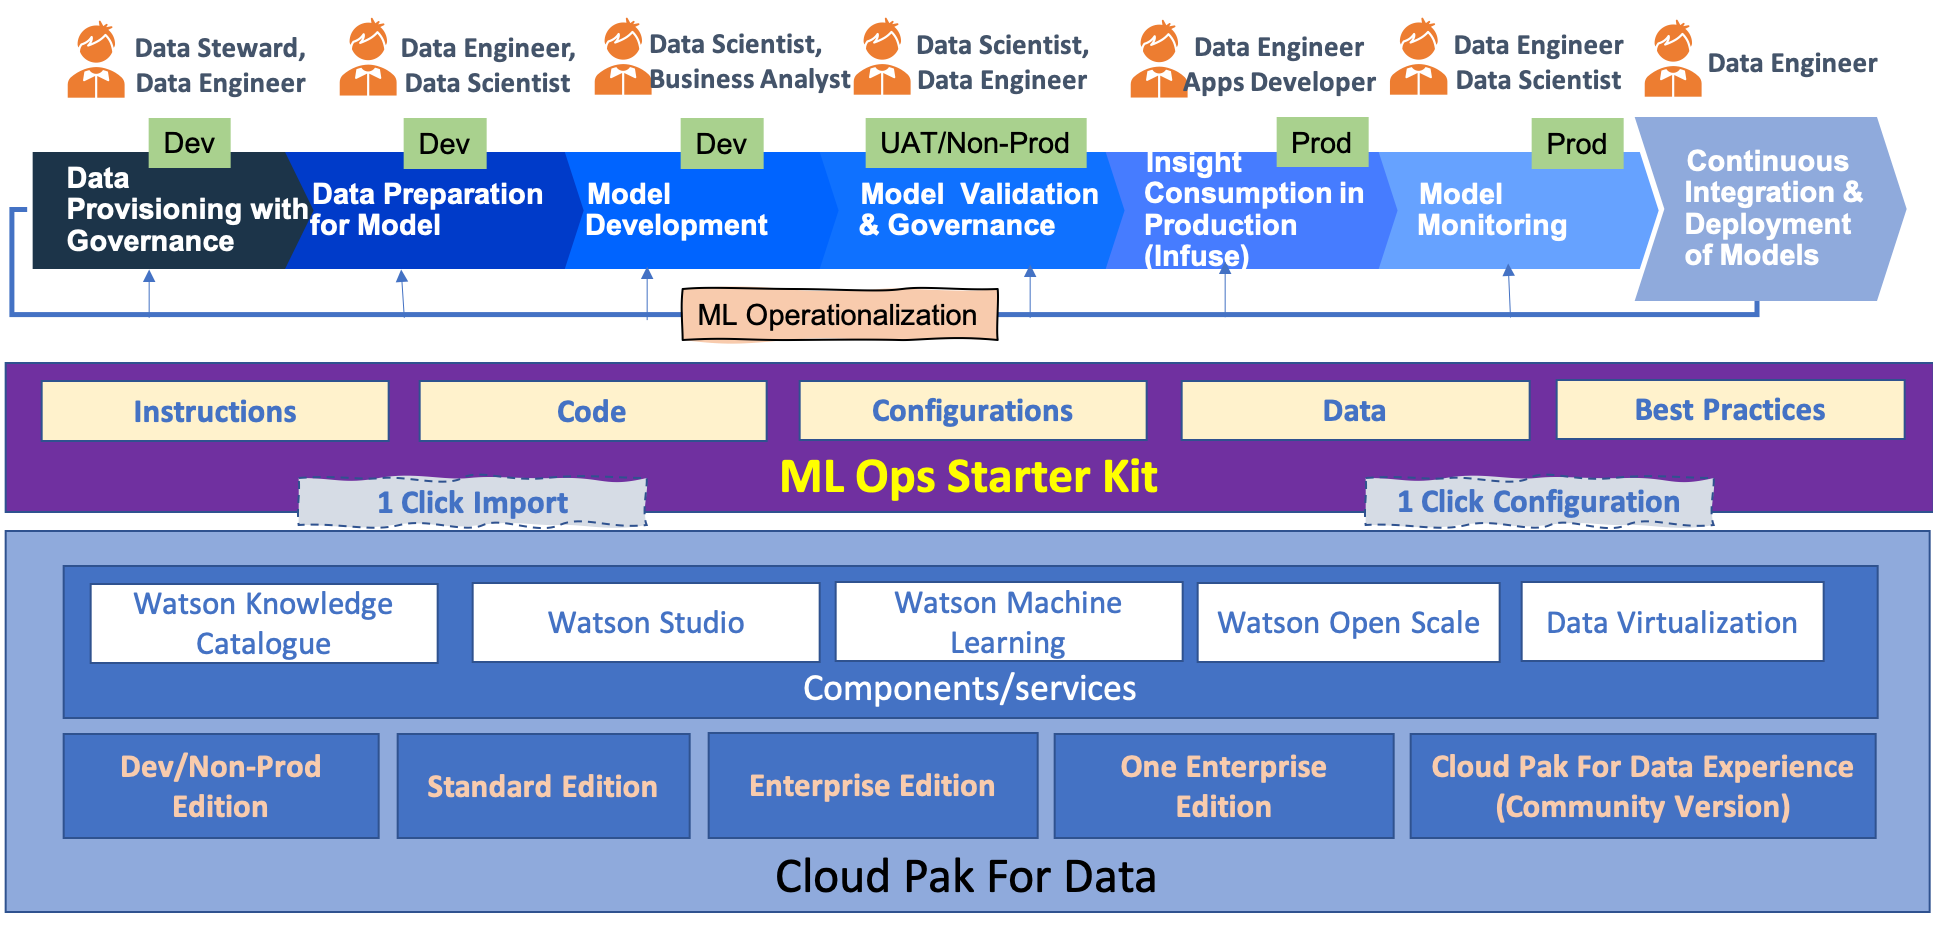 Data Steward,
Data Engineer
Data Engineer,
Data Scientist
Data Scientist,
Business Analyst
Data Scientist,
Data Engineer
Data Engineer
Apps Developer
Data Engineer
Data Scientist
Data Engineer
Dev
Dev
Dev
UAT/Non-Prod
Prod
Prod
Data
Provisioning with
Governance
Data Preparation
for Model
Model
Development
Model Validation
& Governance
Insight
Consumption in
Production
(Infuse)
Model
Monitoring
Continuous
Integration &
Deployment
of Models
ML Operationalization
Instructions
Code
Configurations
Data
Best Practices
ML Ops Starter Kit
1 Click Import
1 Click Configuration
Watson Knowledge
Catalogue
Watson Studio
Watson Machine
Learning
Watson Open Scale
Data Virtualization
Components/services
Dev/Non-Prod
Edition
Standard Edition
Enterprise Edition
One Enterprise
Edition
Cloud Pak For Data Experience
(Community Version)
Cloud Pak For Data